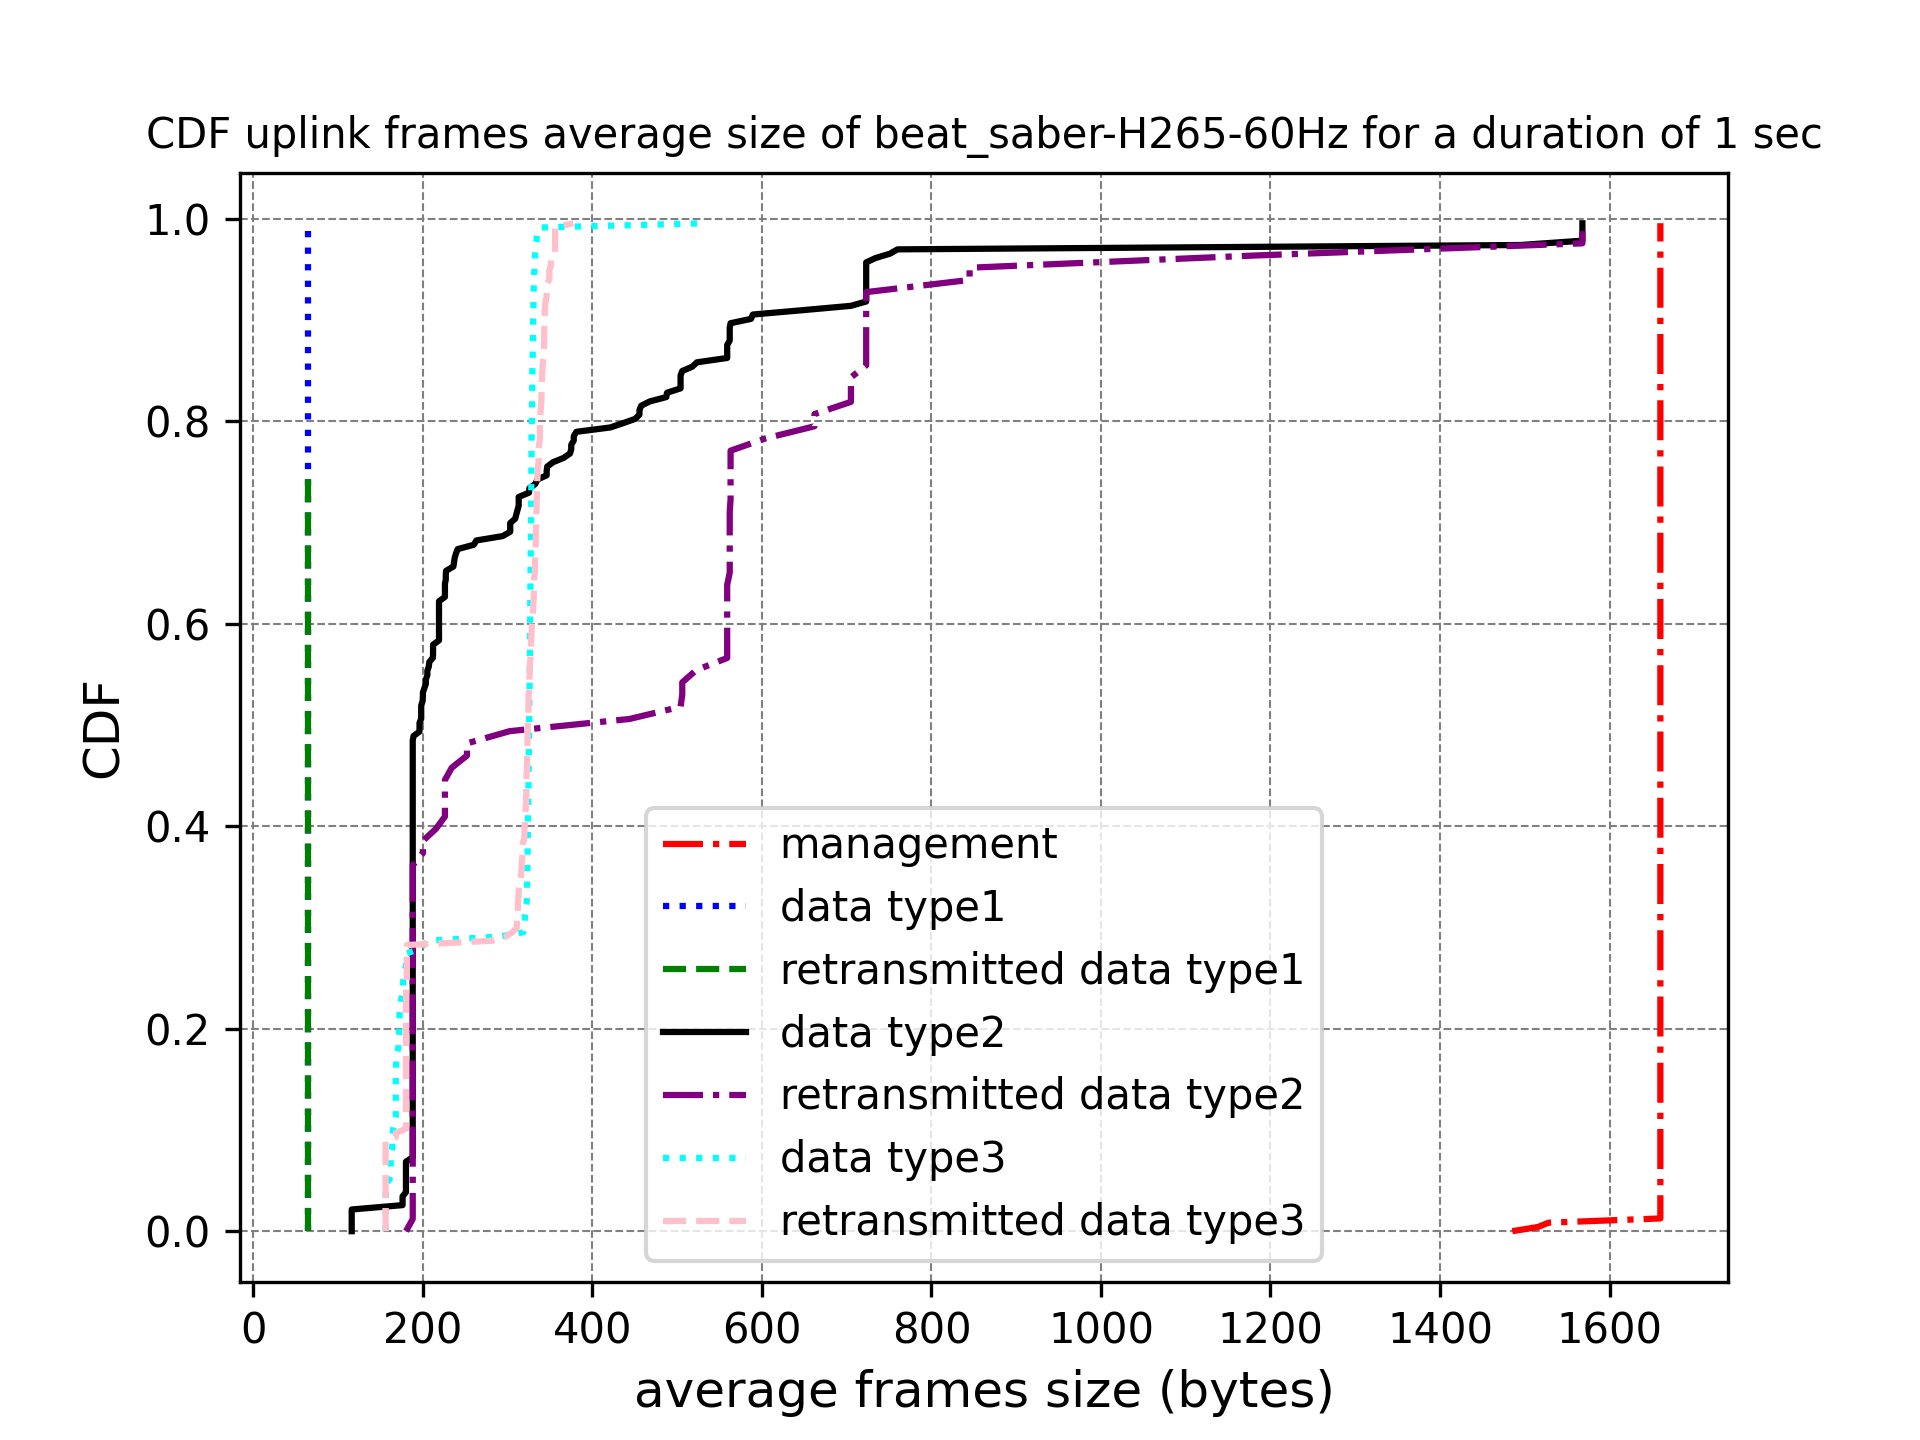 CDF uplink frames average size of beat_saber-H265-60Hz for a duration of 1 sec
CDF
1.0
0.8
0.6
0.4
0.2
0.0
management
data type1
retransmitted data type1
data type2
retransmitted data type2
data type3
retransmitted data type3
0 200 400 600 800 1000 1200 1400 1600
average frames size (bytes)